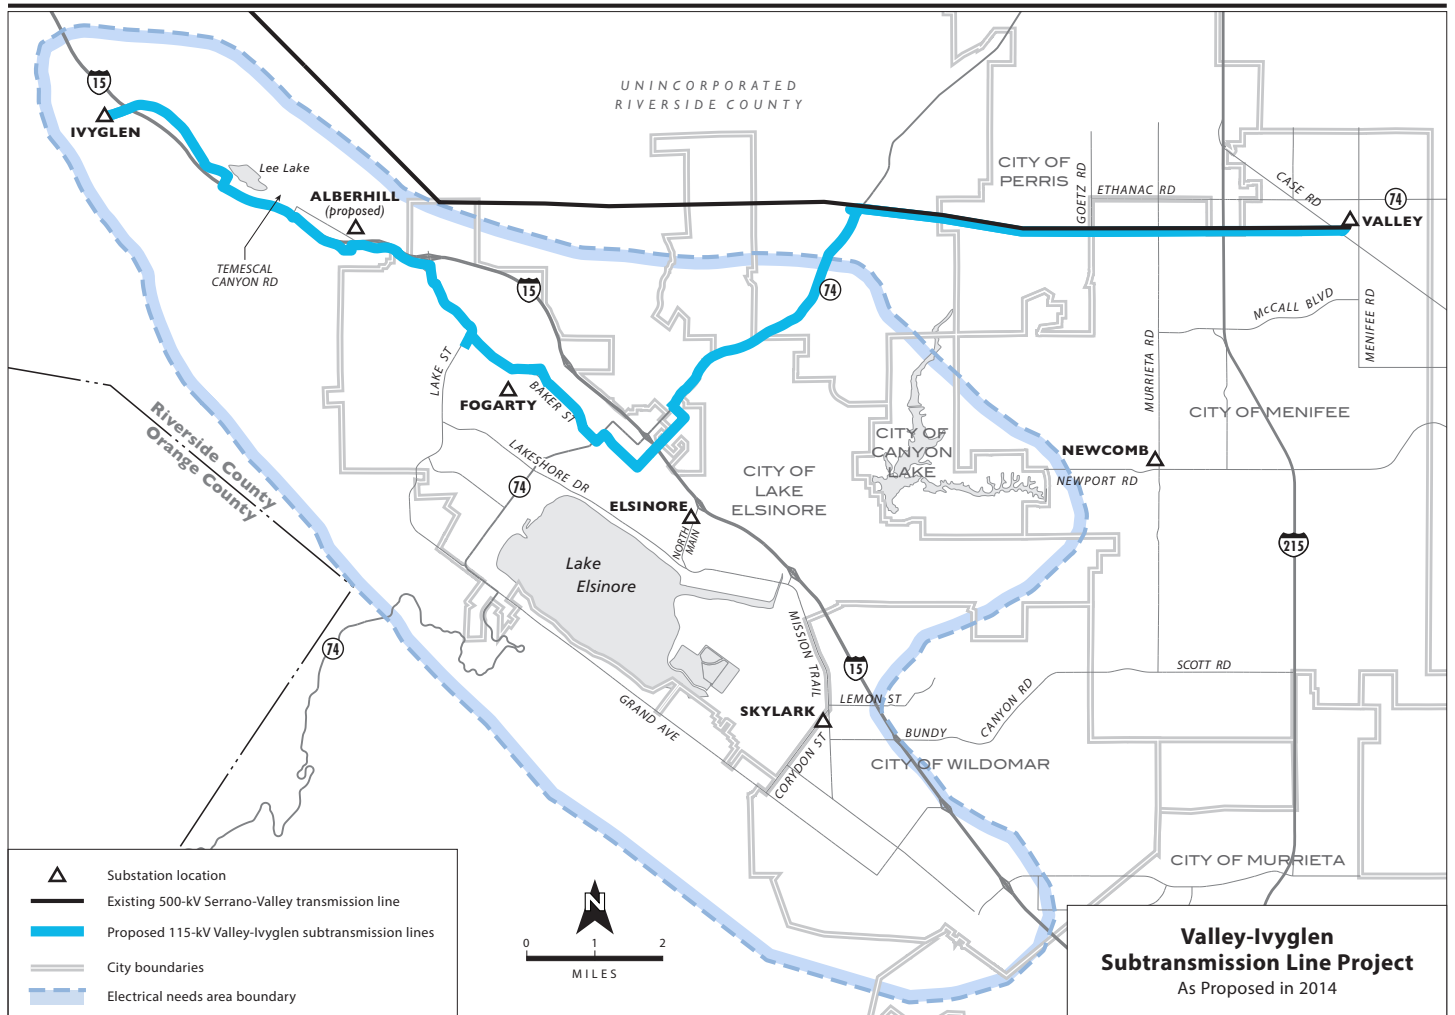 UNINCORPORATED
RIVERSIDE COUNTY
15
IVYGLEN
Lee Lake
ALBERHILL
(proposed)
TEMESCAL
CANYON RD
CITY OF
PERRIS
GOETZ RD
ETHANAC RD
CASE RD
74
VALLEY
15
74
McCALL BLVD
MENIFEE RD
MURRIETA RD
LAKE ST
FOGARTY
BAKER ST
CITY OF MENIFEE
Riverside County
Orange County
LAKESHORE DR
74
CITY OF
CANYON
LAKE
NEWCOMB
NEWPORT RD
CITY OF
LAKE
ELSINORE
ELSINORE
NORTH
MAIN
215
Lake
Elsinore
74
MISSION TRAIL
15
SCOTT RD
LEMON ST
GRAND AVE
SKYLARK
CORYDON ST
BUNDY
CANYON RD
CITY OF WILDOMAR
CITY OF MURRIETA
Substation location
Existing 500-kV Serrano-Valley transmission line
Proposed 115-kV Valley-Ivyglen subtransmission lines
City boundaries
Electrical needs area boundary
N
0 1 2
MILES
Valley-Ivyglen
Subtransmission Line Project
As Proposed in 2014